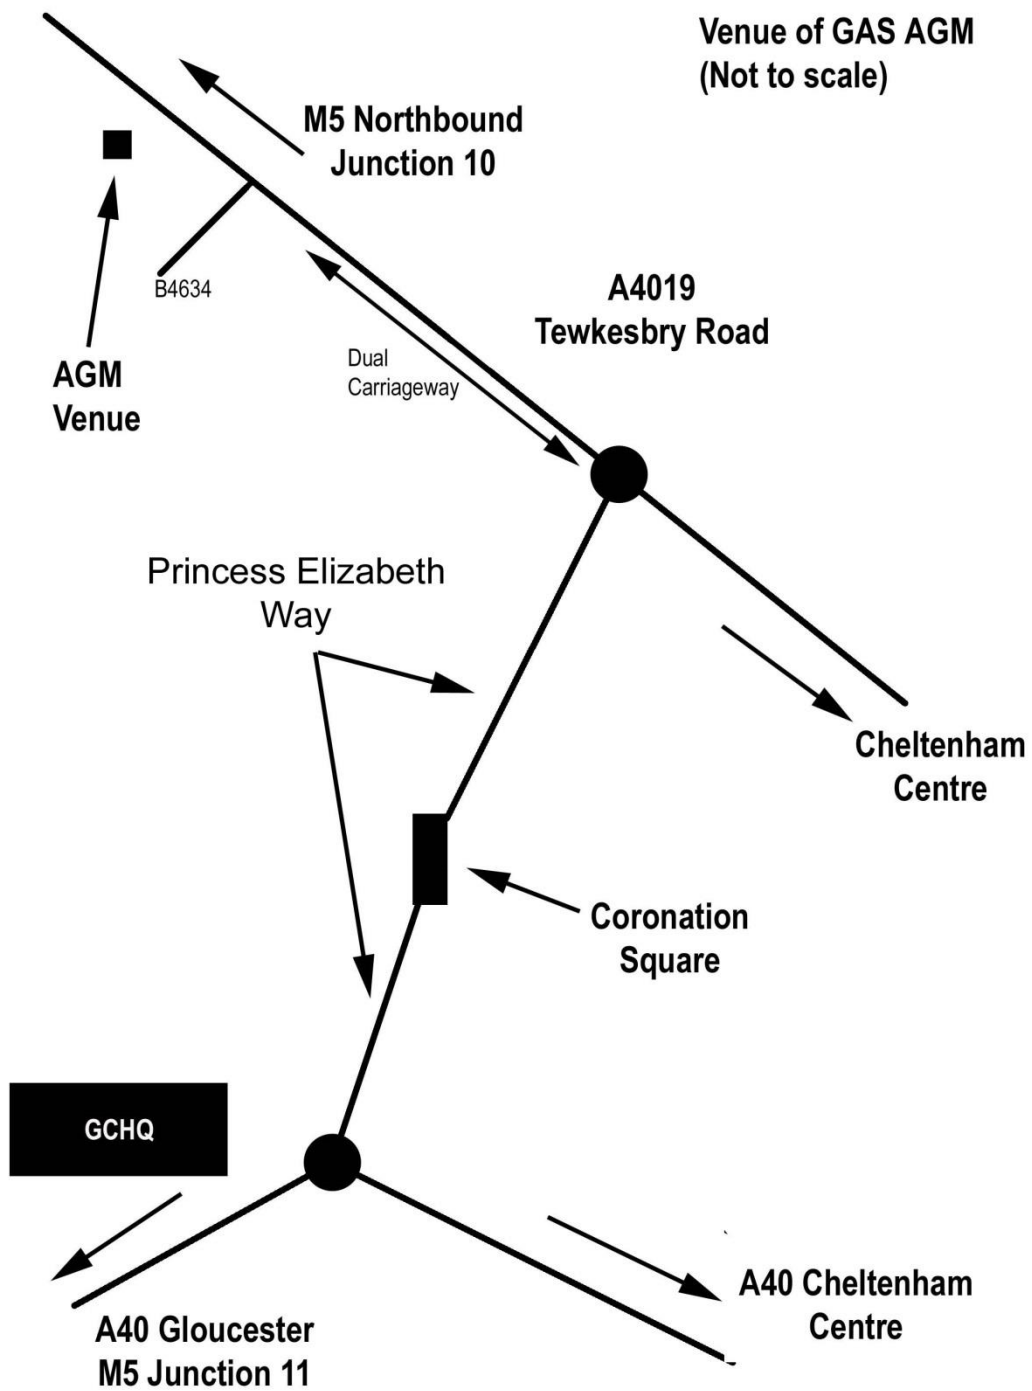 Venue of GAS AGM
(Not to scale)
M5 Northbound
Junction 10
B4634
A4019
Tewkesbry Road
Dual
Carriageway
AGM
Venue
Princess Elizabeth
Way
Cheltenham
Centre
Coronation
Square
GCHQ
A40 Cheltenham
Centre
A40 Gloucester
M5 Junction 11